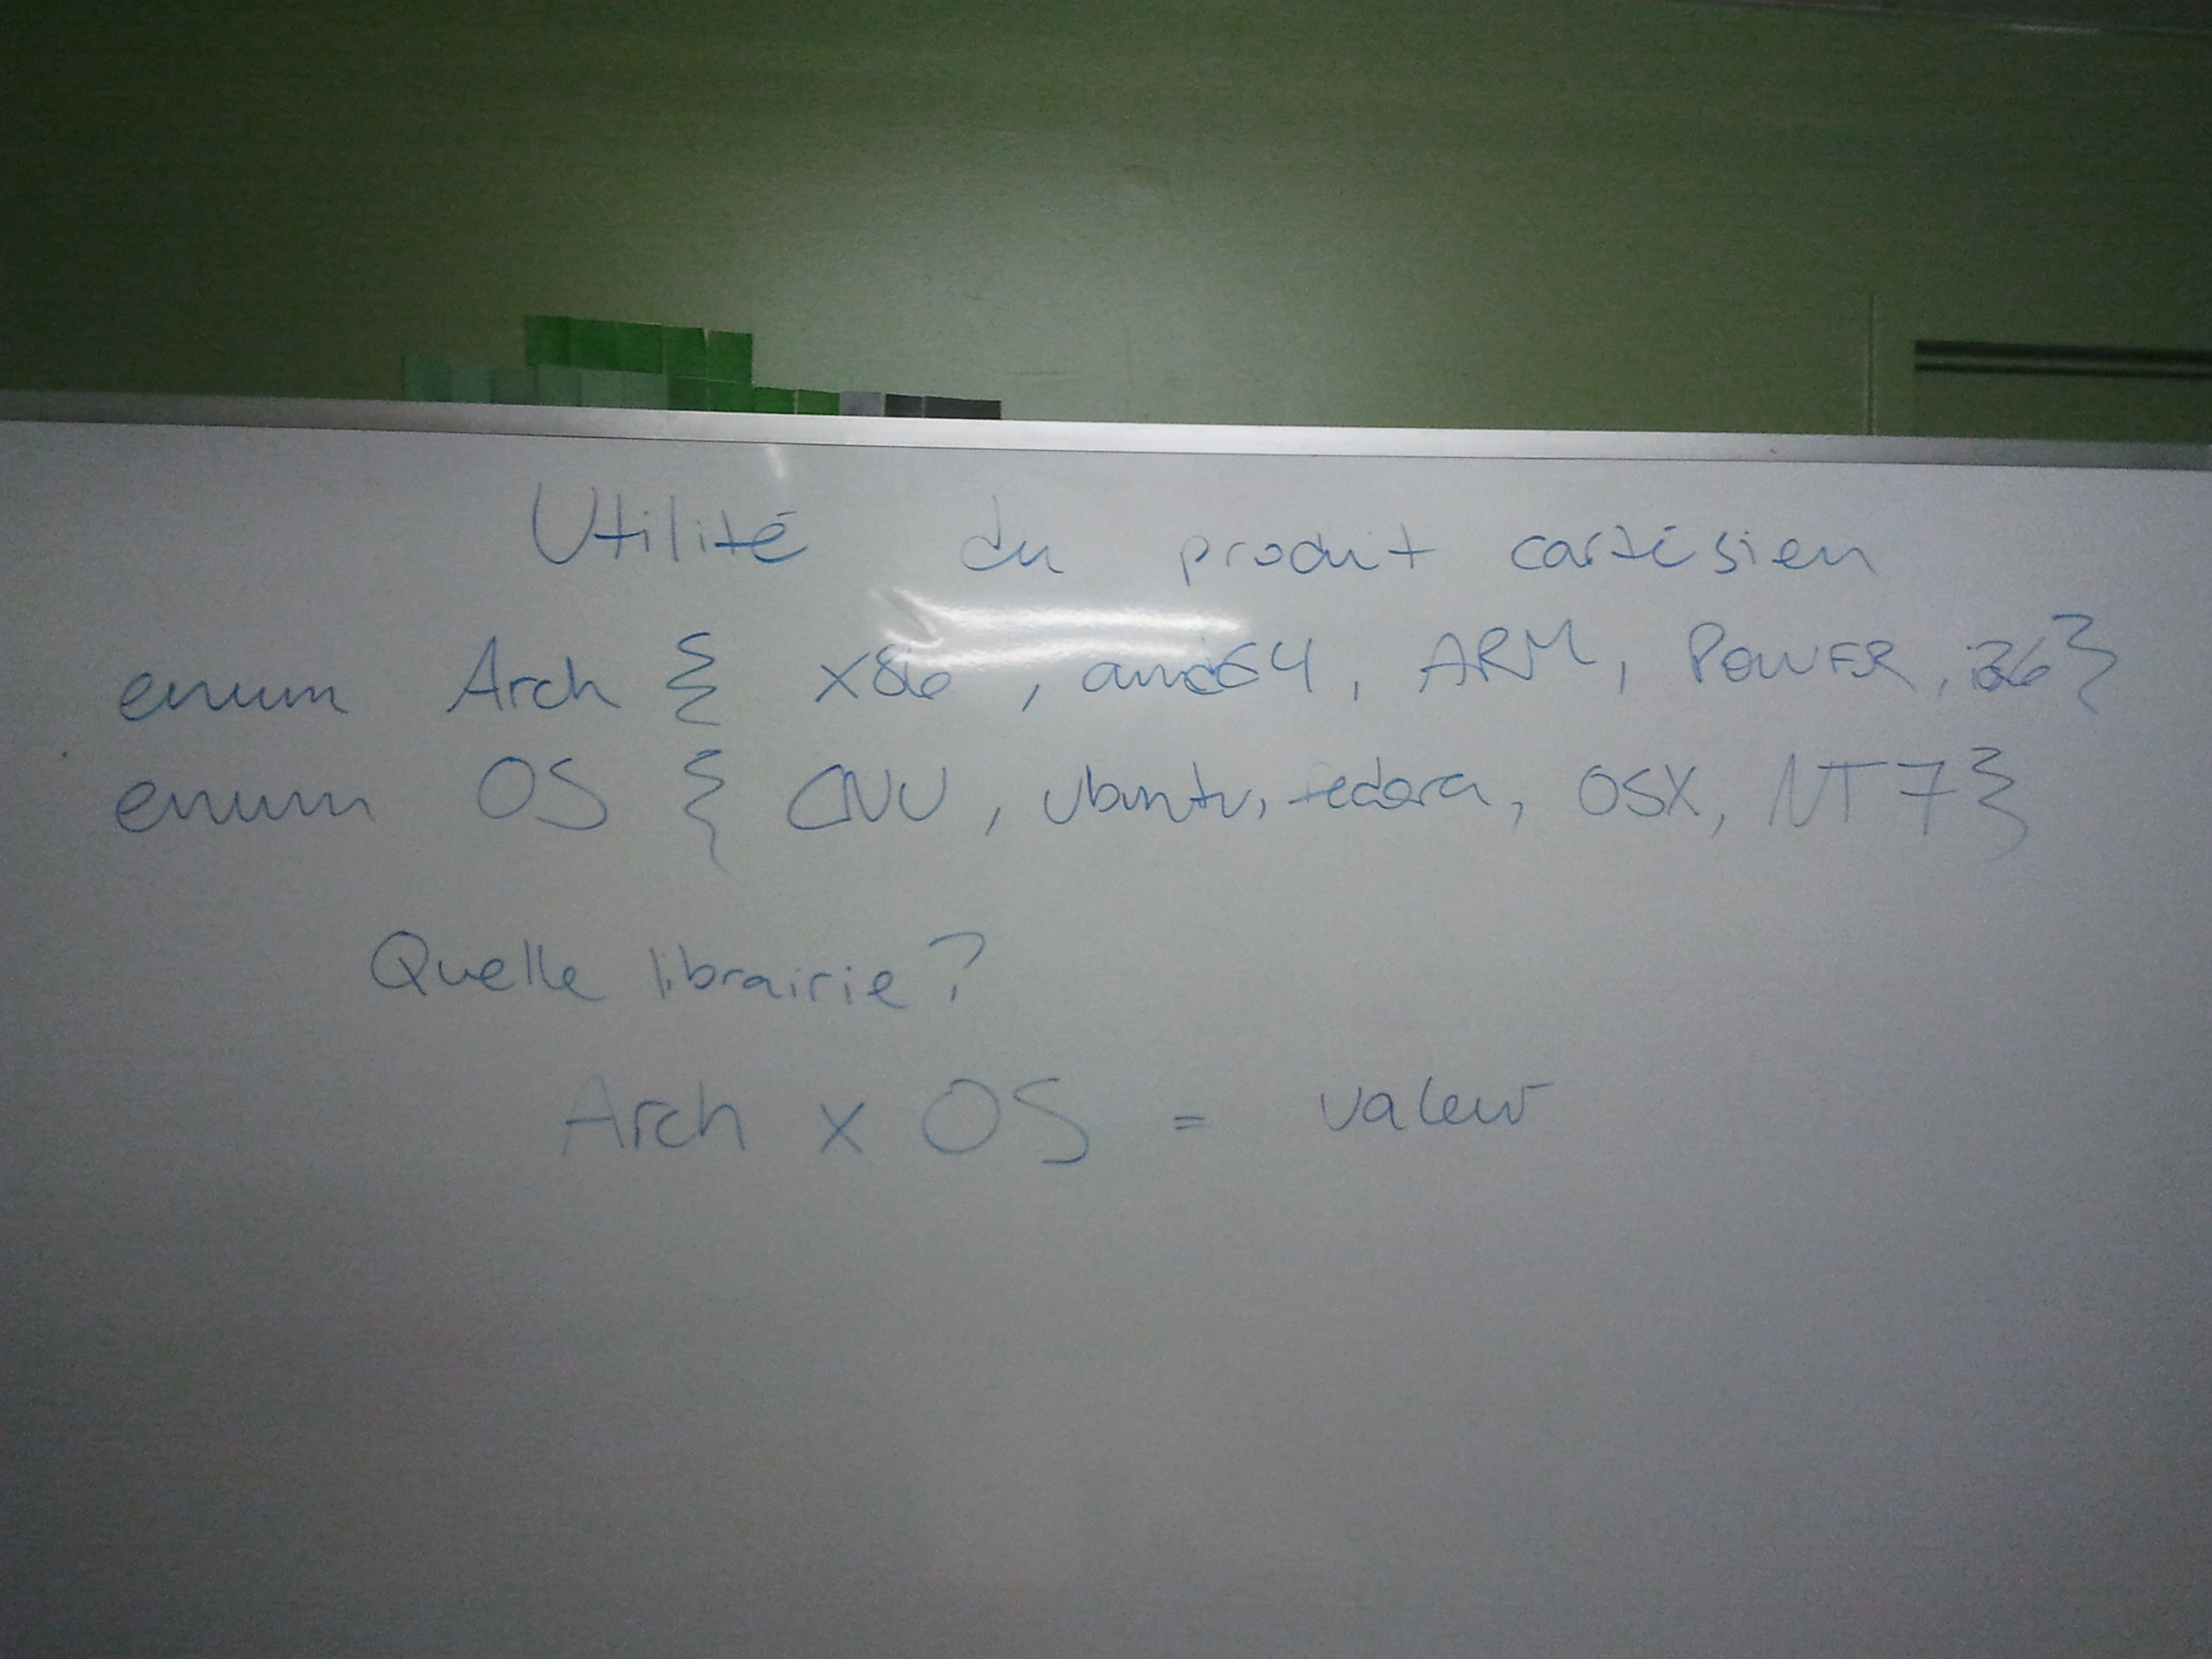 Utilité du produit cartésien
enum Arch { x86, amd64, ARM, POWER, }
enum OS { GNU, Ubuntu, fedora, OSX, NT7 }
Quelle librairie ?
Arch x OS = valeur